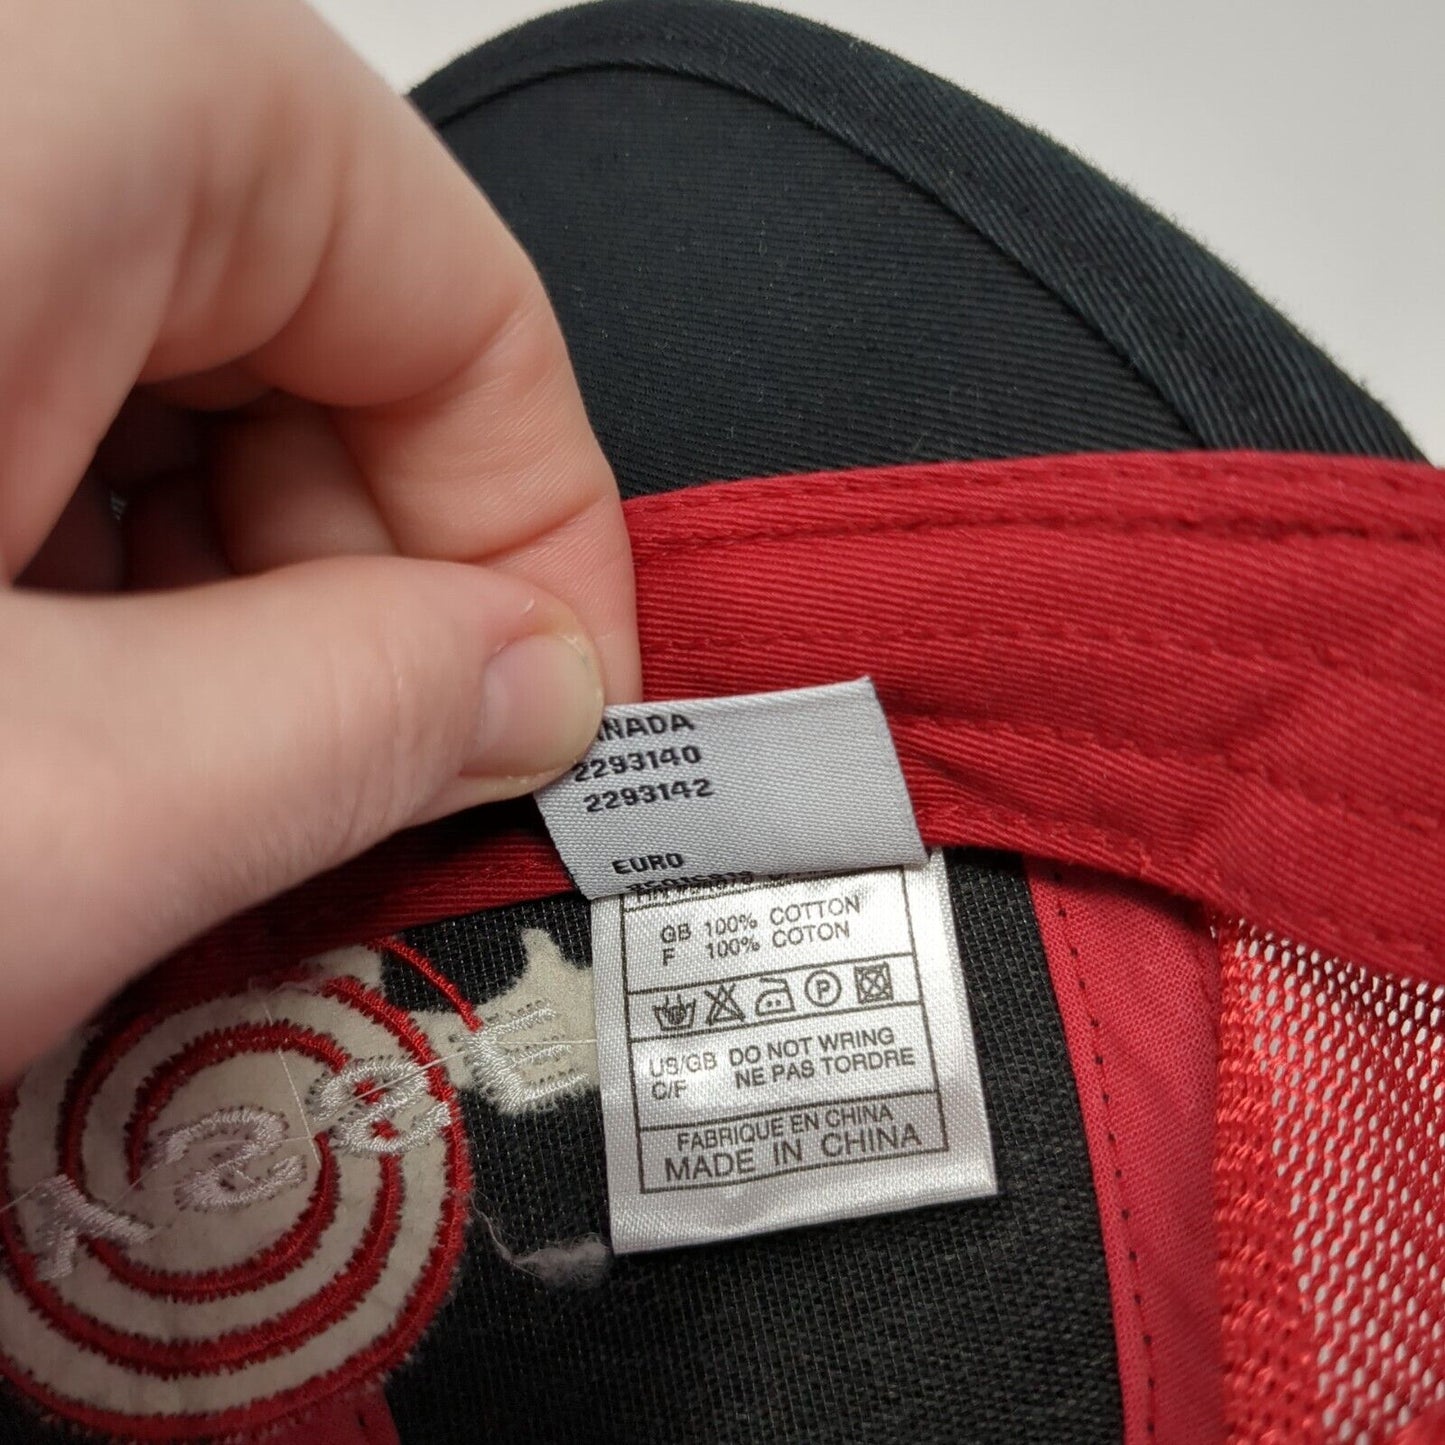 2293140
2293142
EURO
GB 100% COTTON
F 100% COTON
P
US/GB DO NOT WRING
C/F NE PAS TORDRE
FABRIQUE EN CHINA
MADE IN CHINA